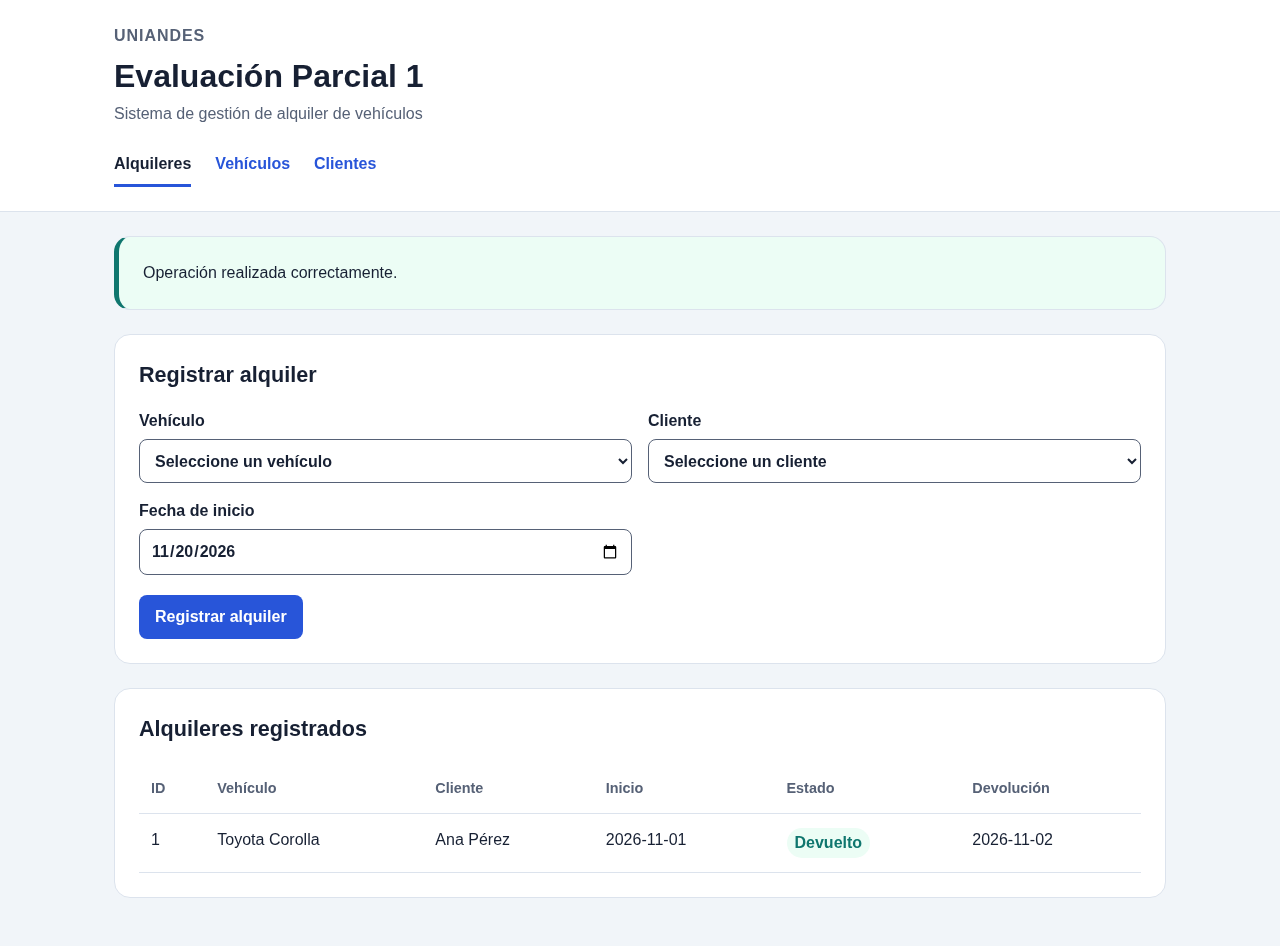 UNIANDES
Evaluación Parcial 1
Sistema de gestión de alquiler de vehículos
Alquileres Vehículos Clientes
Operación realizada correctamente.
Registrar alquiler
Vehículo Cliente
Seleccione un vehículo Seleccione un cliente
Fecha de inicio
11/20/2026
Registrar alquiler
Alquileres registrados
ID Vehículo Cliente Inicio Estado Devolución
1 Toyota Corolla Ana Pérez 2026-11-01 Devuelto 2026-11-02